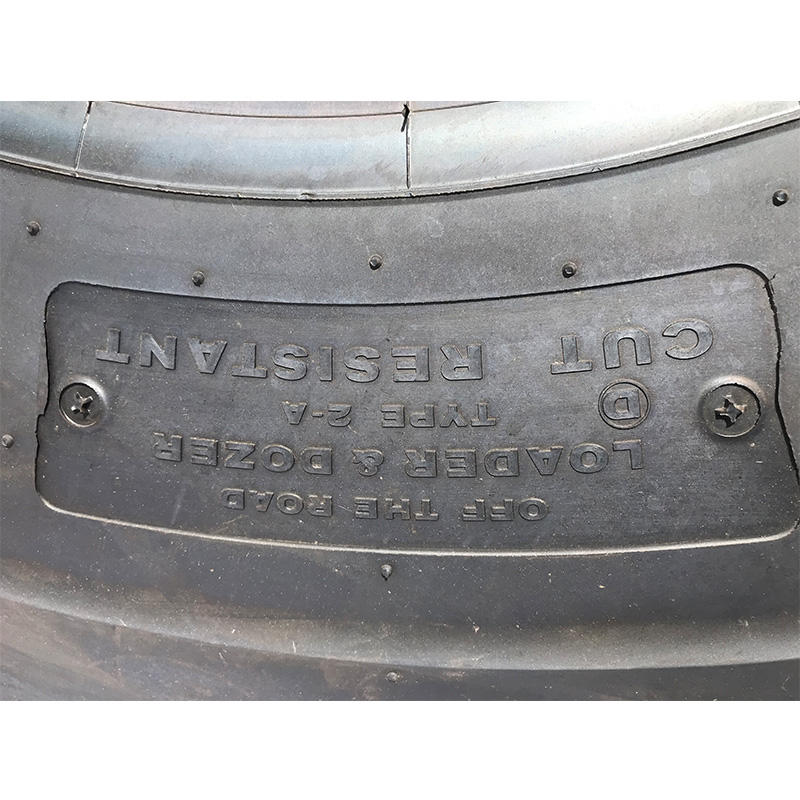 OFF THE ROAD
LOADER & DOZER
TYPE 2-A D
CUT RESISTANT